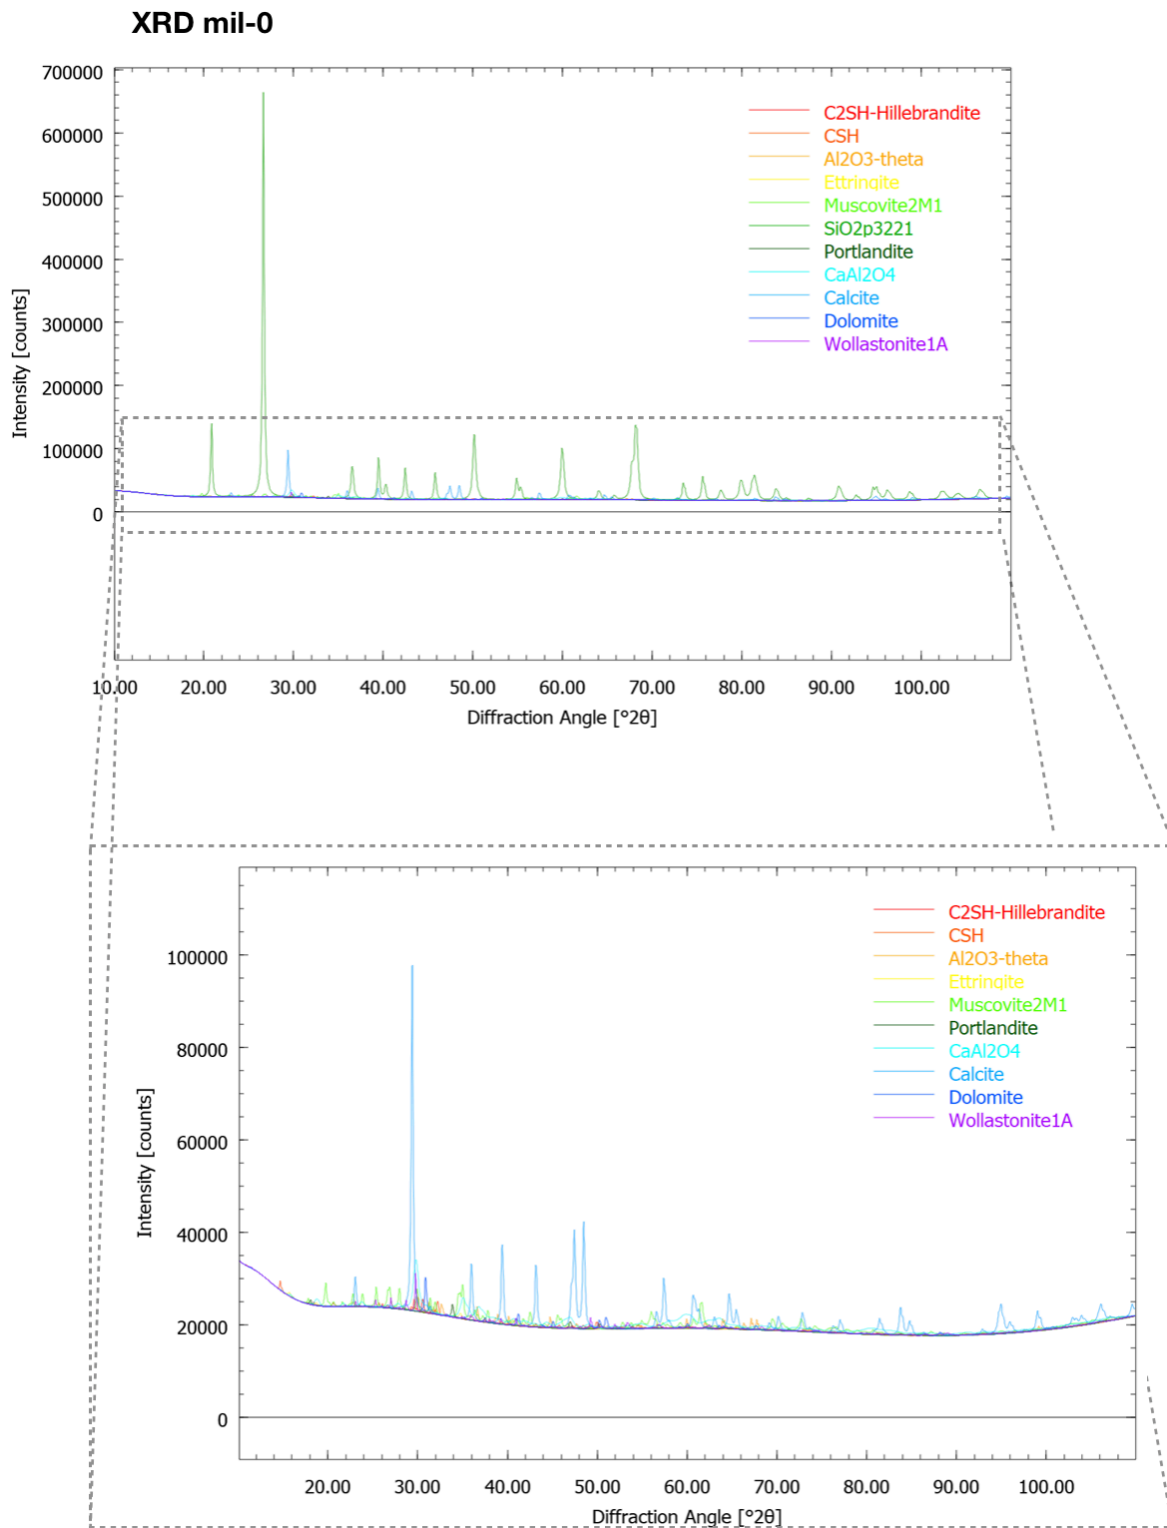 XRD mil-0
700000
600000
500000
400000
300000
200000
100000
0
Intensity [counts]
C2SH-Hillebrandite
CSH
Al2O3-theta
Ettringite
Muscovite2M1
SiO2p3221
Portlandite
CaAl2O4
Calcite
Dolomite
Wollastonite1A
10.00 20.00 30.00 40.00 50.00 60.00 70.00 80.00 90.00 100.00
Diffraction Angle [°2θ]
100000
80000
60000
40000
20000
0
Intensity [counts]
C2SH-Hillebrandite
CSH
Al2O3-theta
Ettringite
Muscovite2M1
Portlandite
CaAl2O4
Calcite
Dolomite
Wollastonite1A
20.00 30.00 40.00 50.00 60.00 70.00 80.00 90.00 100.00
Diffraction Angle [°2θ]